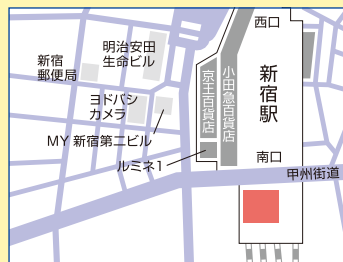 西口
明治安田
生命ビル
新宿
郵便局
ヨドバシ
カメラ
MY 新宿第二ビル
ルミネ1
京王百貨店
小田急百貨店
新宿駅
南口
甲州街道